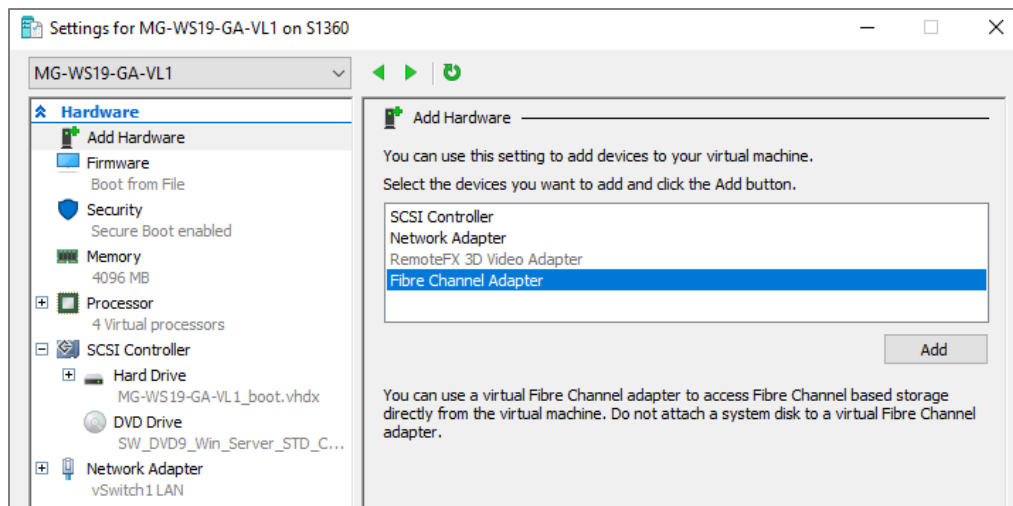 Settings for MG-WS19-GA-VL1 on S1360
MG-WS19-GA-VL1
Hardware
Add Hardware
Firmware
Boot from File
Security
Secure Boot enabled
Memory
4096 MB
Processor
4 Virtual processors
SCSI Controller
Hard Drive
MG-WS19-GA-VL1_boot.vhdx
DVD Drive
SW_DVD9_Win_Server_STD_C...
Network Adapter
vSwitch1 LAN
Add Hardware
You can use this setting to add devices to your virtual machine.
Select the devices you want to add and click the Add button.
SCSI Controller
Network Adapter
RemoteFX 3D Video Adapter
Fibre Channel Adapter
Add
You can use a virtual Fibre Channel adapter to access Fibre Channel based storage
directly from the virtual machine. Do not attach a system disk to a virtual Fibre Channel
adapter.